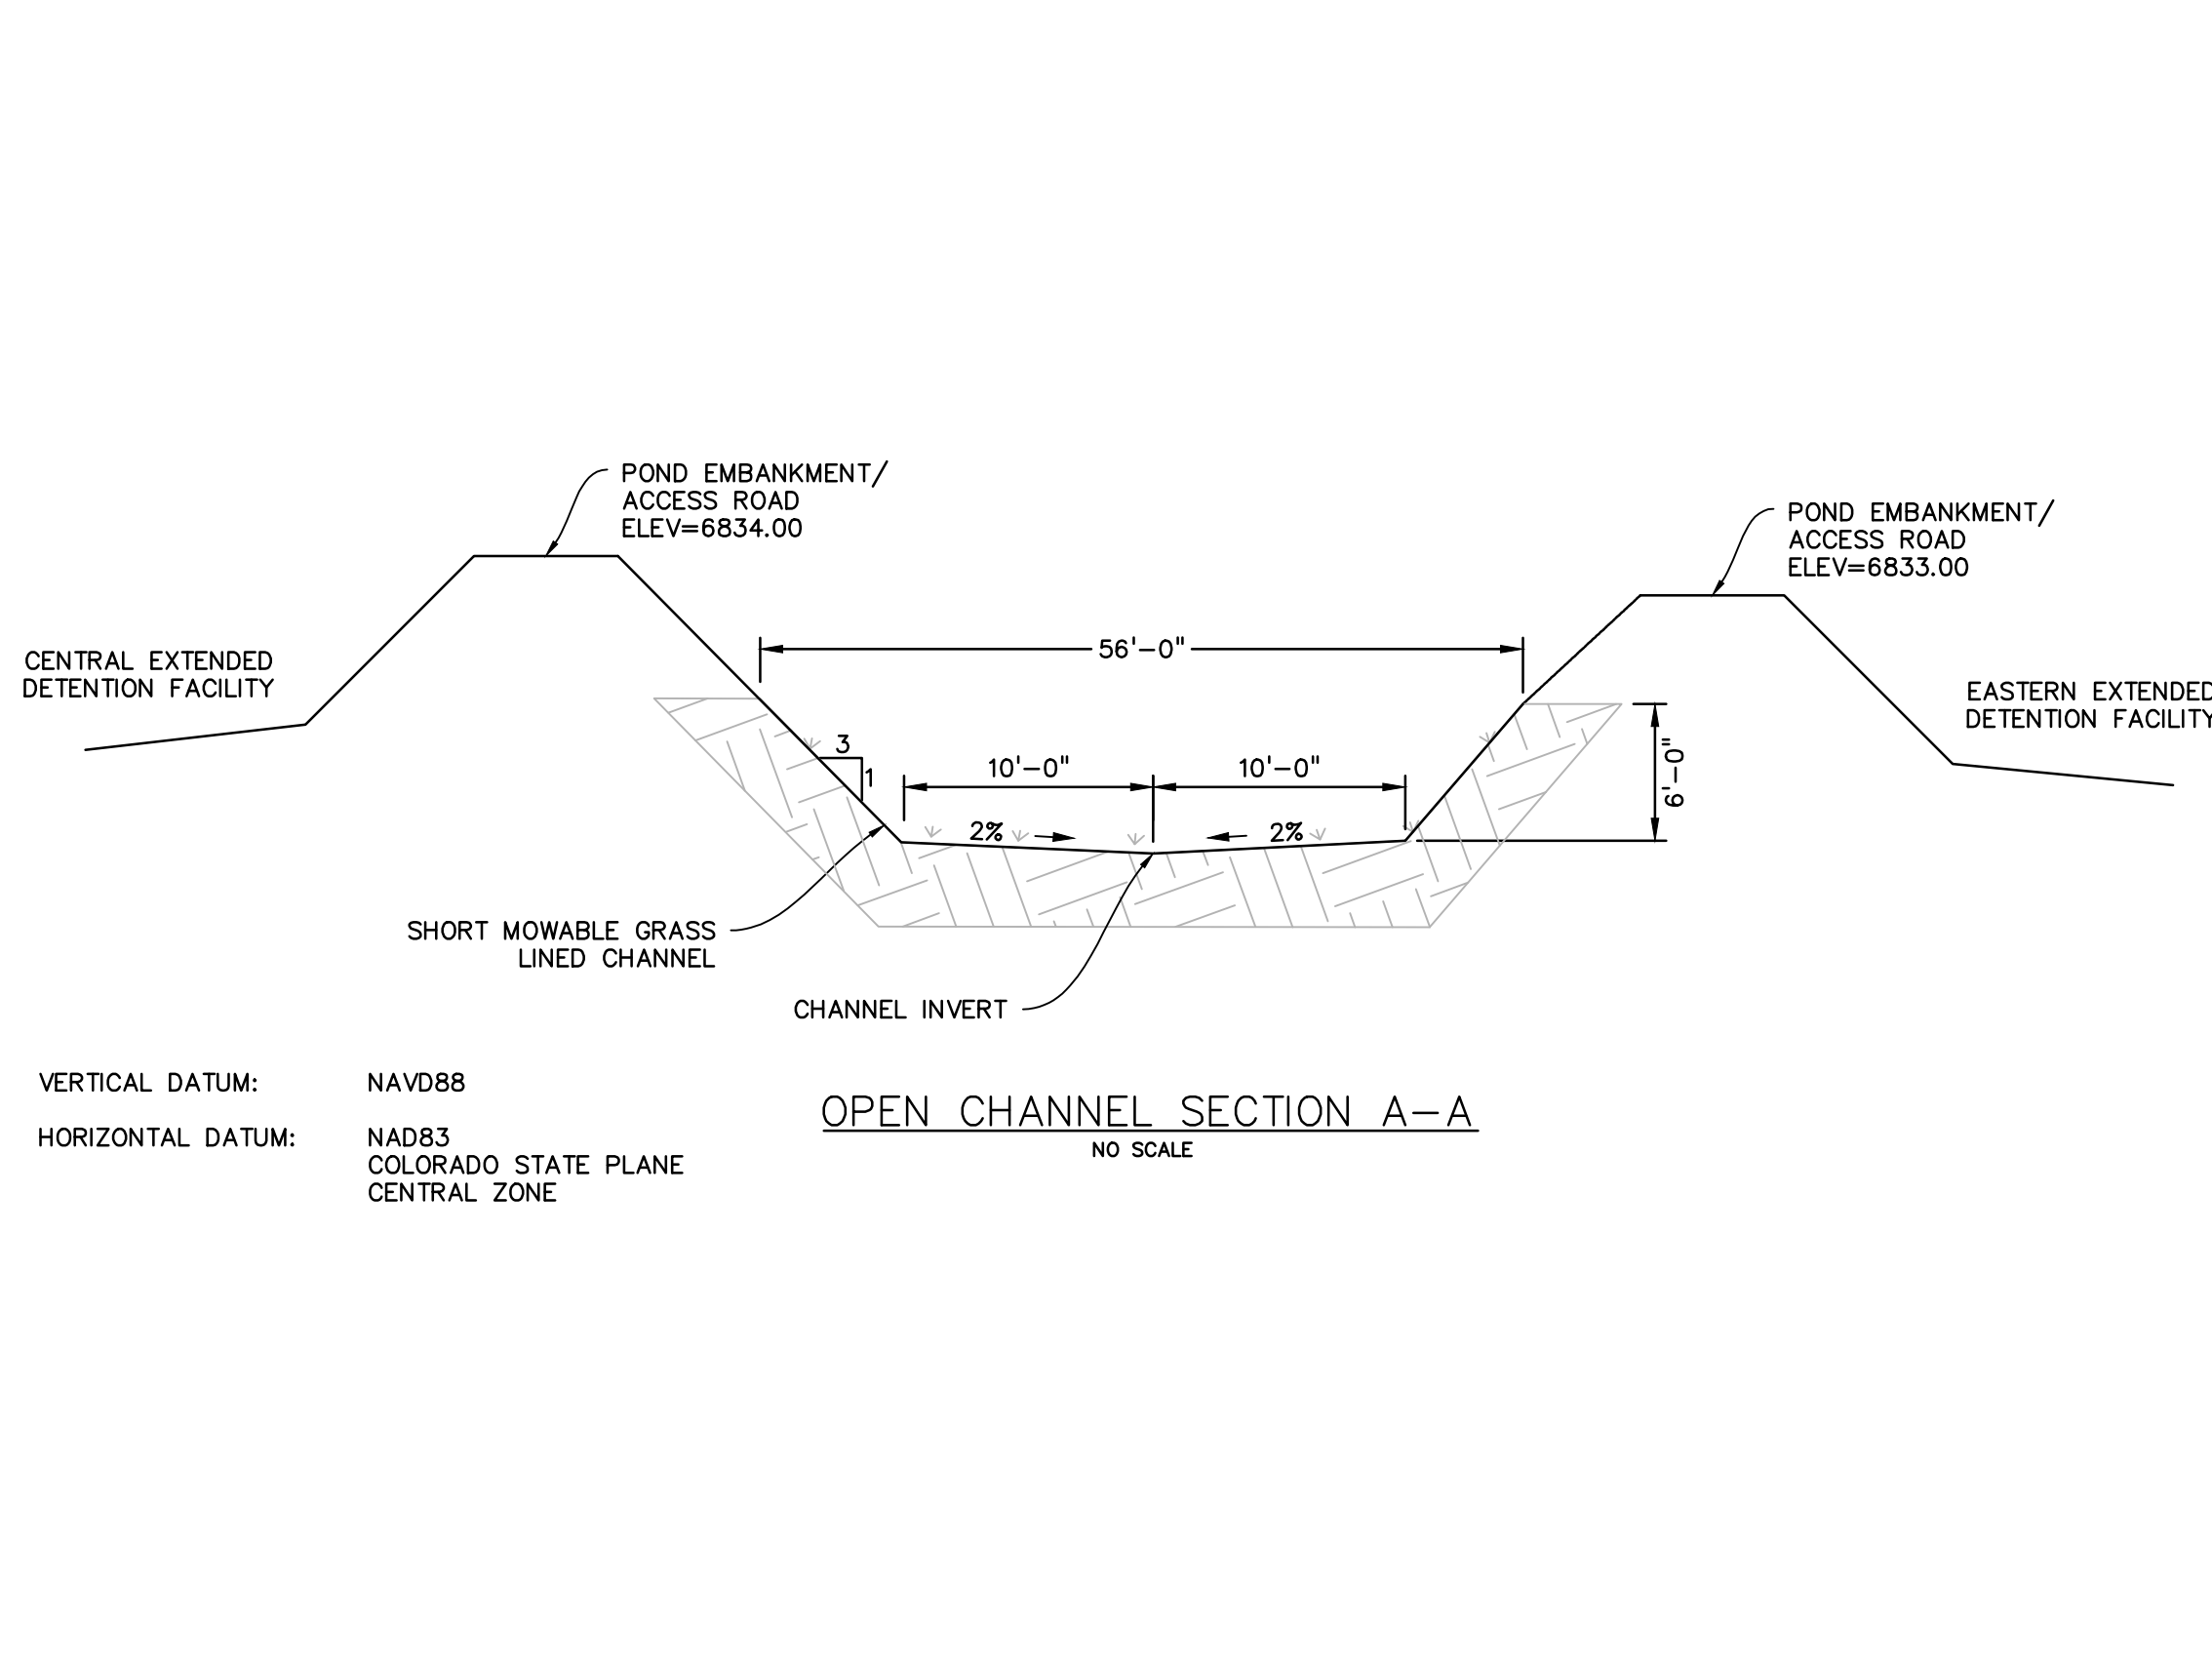 POND EMBANKMENT/
ACCESS ROAD
ELEV=6834.00
POND EMBANKMENT/
ACCESS ROAD
ELEV=6833.00
CENTRAL EXTENDED
DETENTION FACILITY
56'-0"
EASTERN EXTENDED
DETENTION FACILITY
3
1
10'-0"
10'-0"
6'-0"
2%
2%
SHORT MOWABLE GRASS
LINED CHANNEL
CHANNEL INVERT
VERTICAL DATUM: NAVD88
HORIZONTAL DATUM: NAD83
COLORADO STATE PLANE
CENTRAL ZONE
OPEN CHANNEL SECTION A-A
NO SCALE